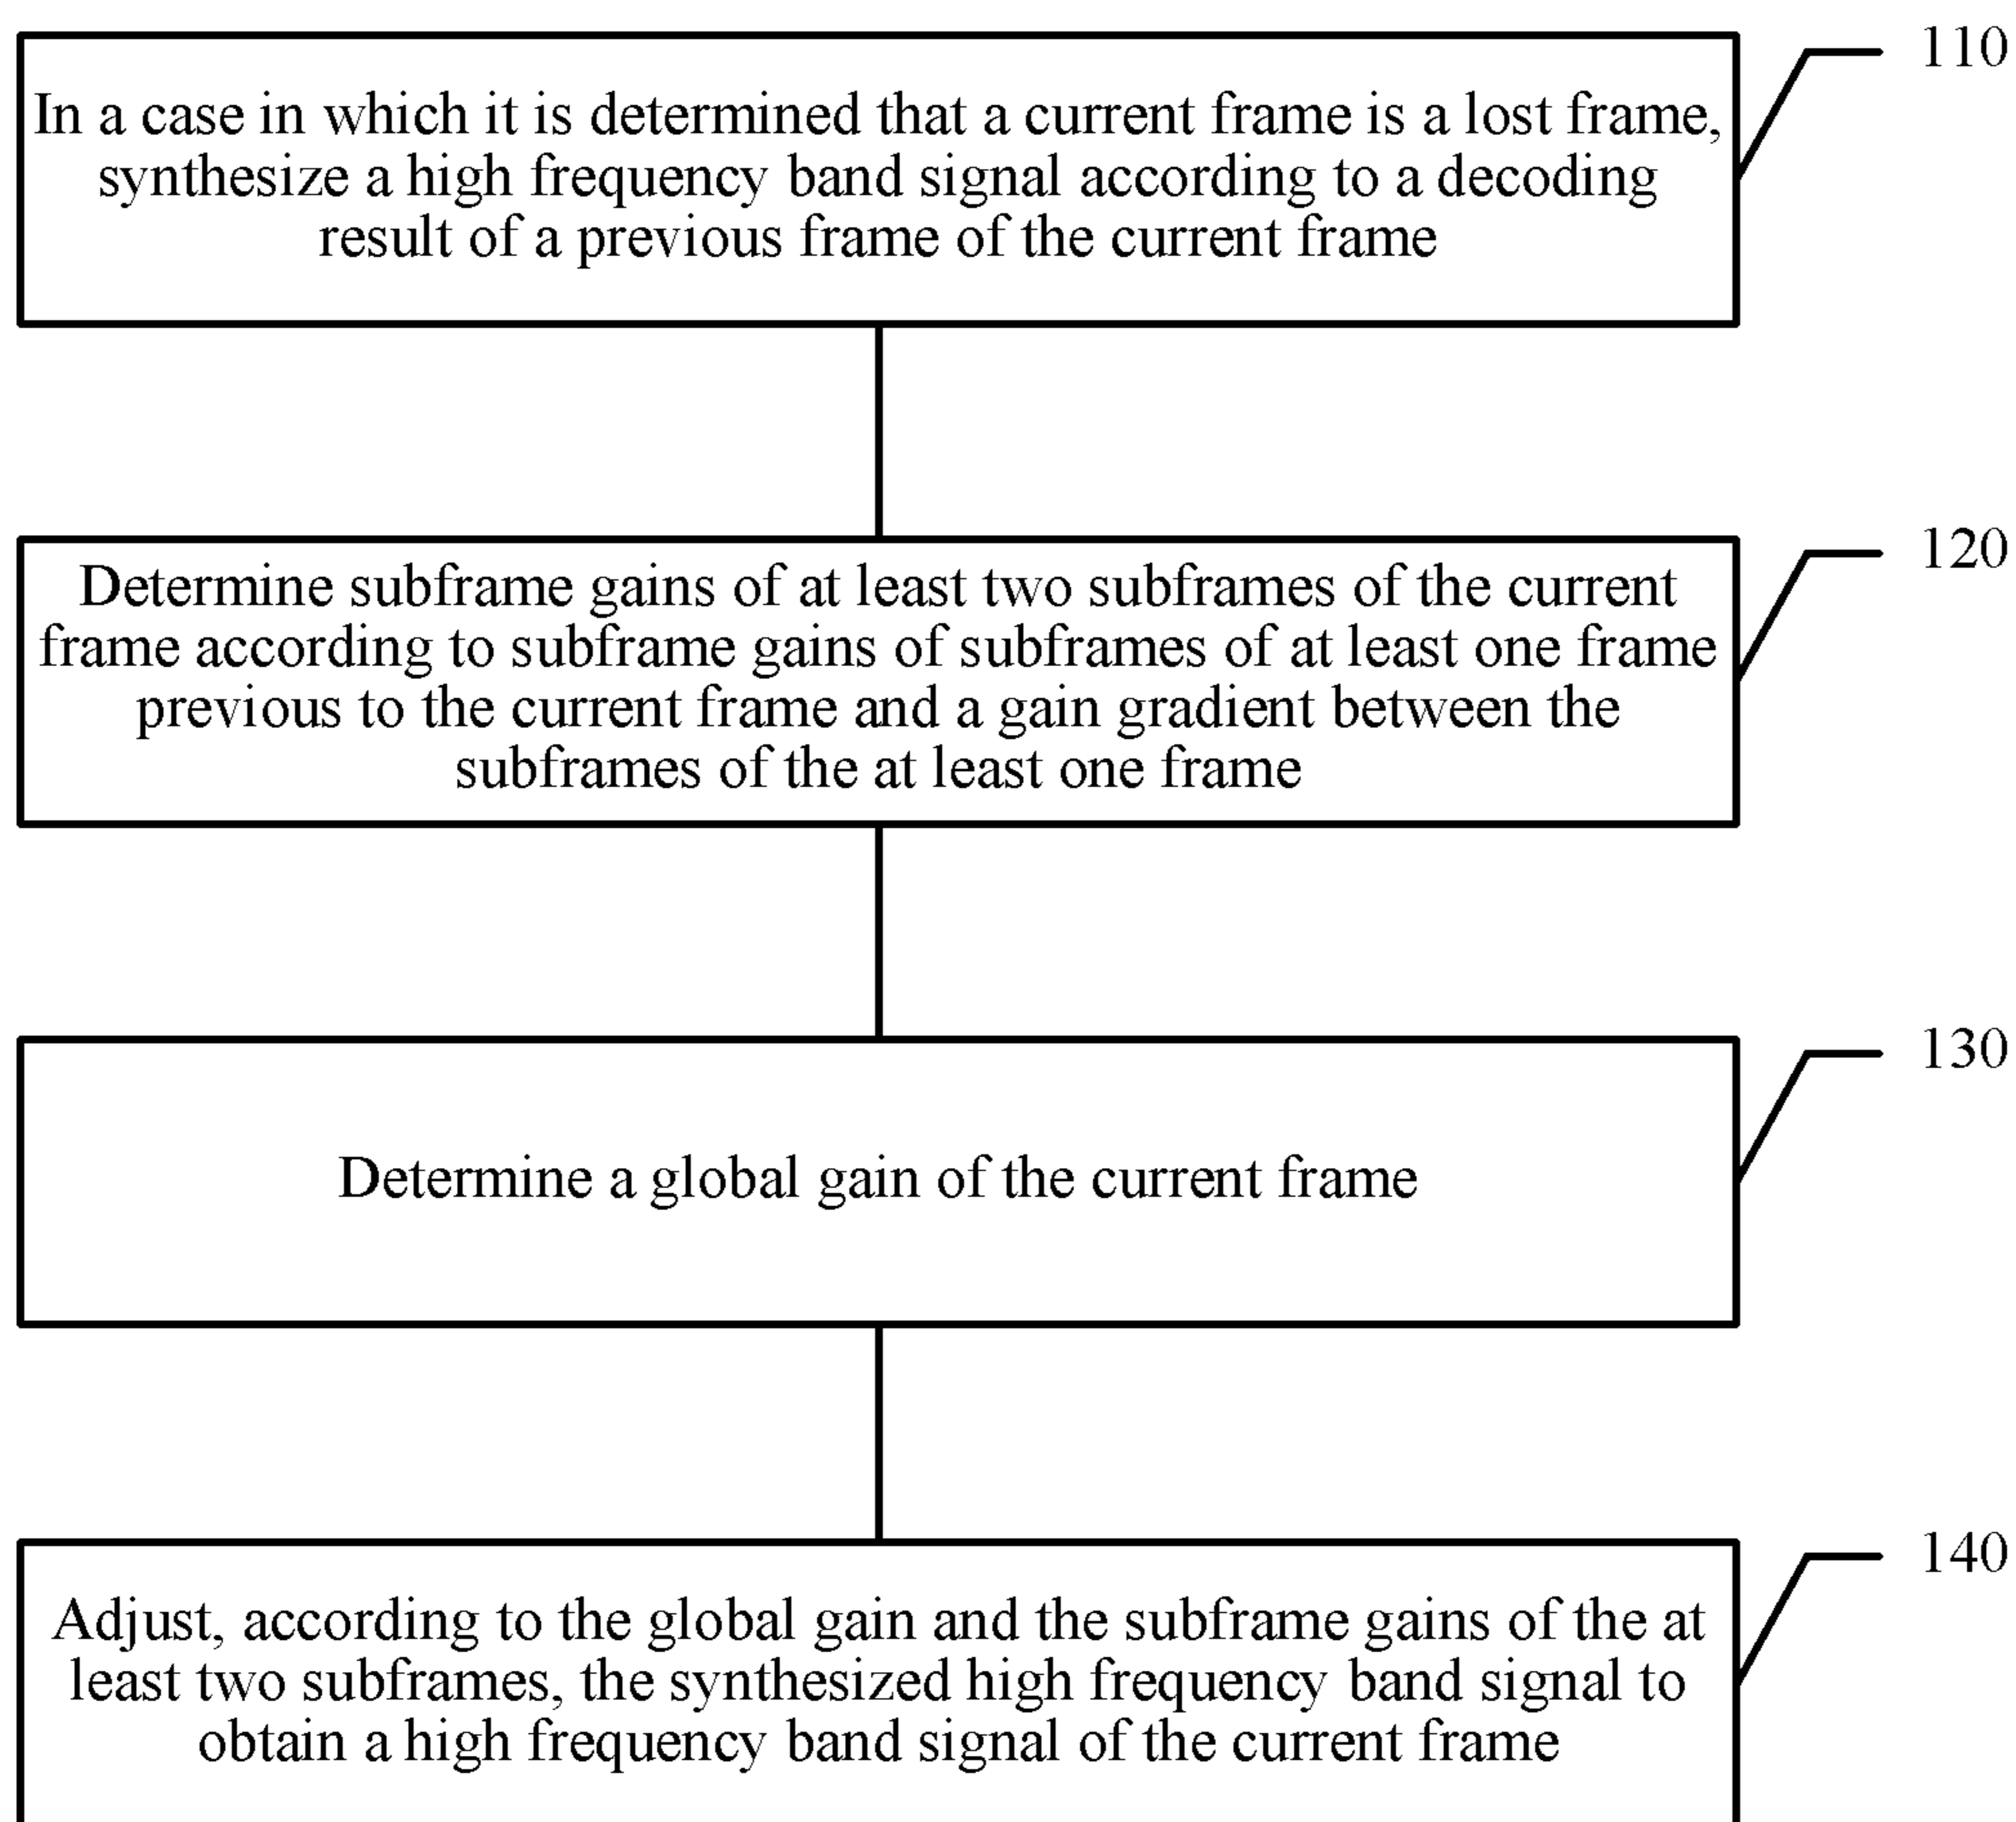 110
In a case in which it is determined that a current frame is a lost frame,
synthesize a high frequency band signal according to a decoding
result of a previous frame of the current frame
120
Determine subframe gains of at least two subframes of the current
frame according to subframe gains of subframes of at least one frame
previous to the current frame and a gain gradient between the
subframes of the at least one frame
130
Determine a global gain of the current frame
140
Adjust, according to the global gain and the subframe gains of the at
least two subframes, the synthesized high frequency band signal to
obtain a high frequency band signal of the current frame